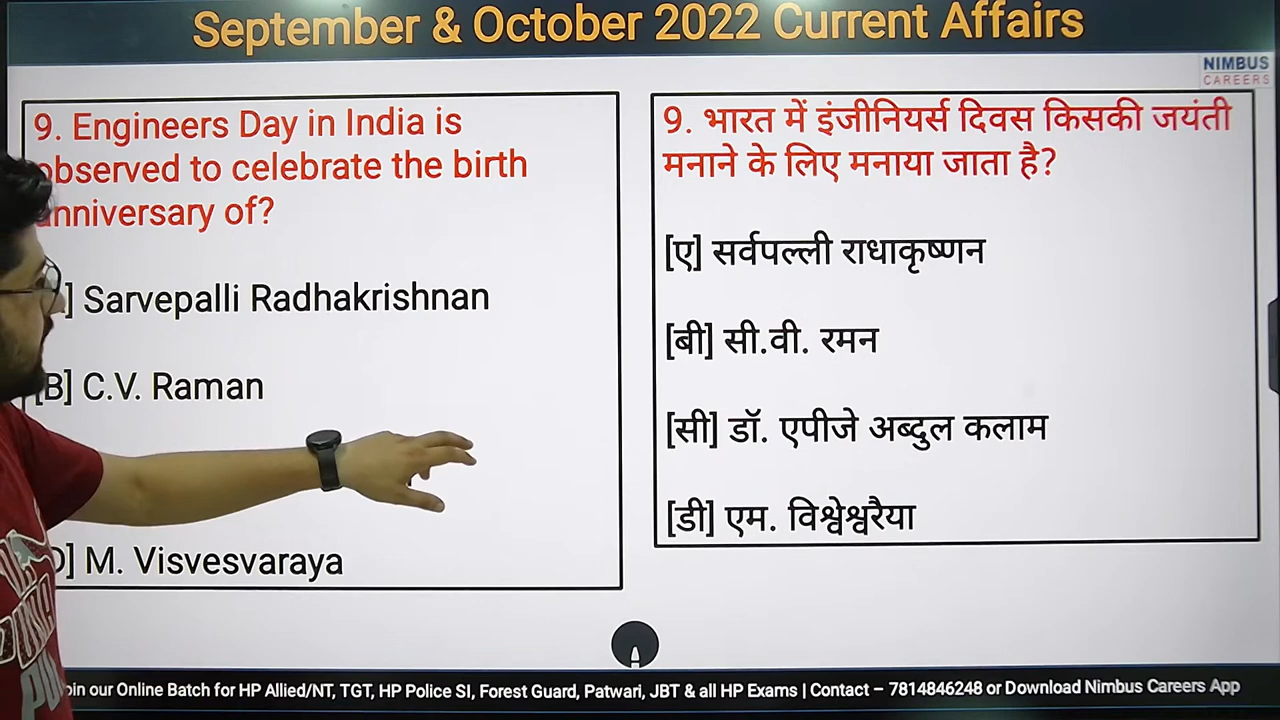 September & October 2022 Current Affairs
NIMBUS
CAREERS
9. Engineers Day in India is
observed to celebrate the birth
anniversary of?
] Sarvepalli Radhakrishnan
[B] C.V. Raman
D] M. Visvesvaraya
9. भारत में इंजीनियर्स दिवस किसकी जयंती
मनाने के लिए मनाया जाता है?
[ए] सर्वपल्ली राधाकृष्णन
[बी] सी.वी. रमन
[सी] डॉ. एपीजे अब्दुल कलाम
[डी] एम. विश्वेश्वरैया
oin our Online Batch for HP Allied/NT, TGT, HP Police SI, Forest Guard, Patwari, JBT & all HP Exams | Contact – 7814846248 or Download Nimbus Careers App